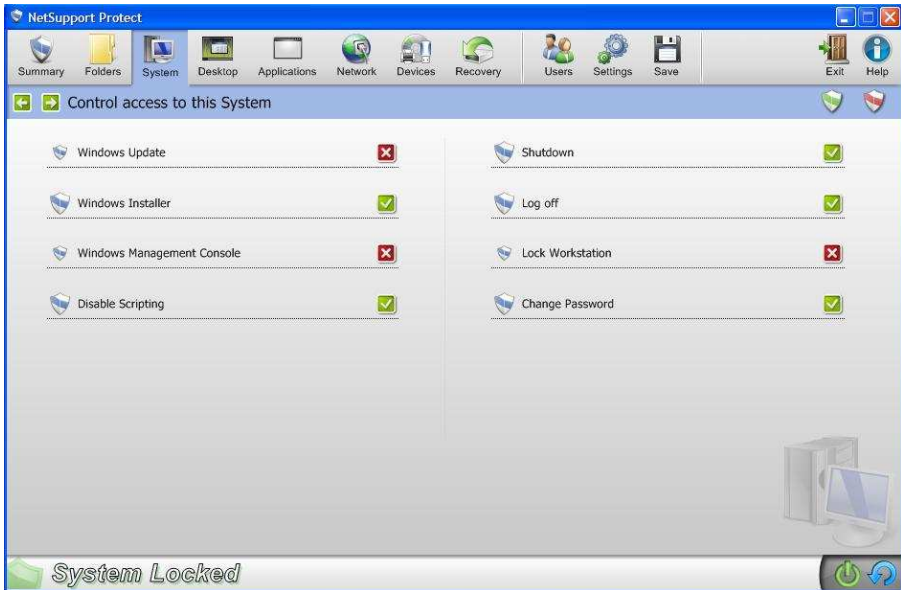 NetSupport Protect
Summary Folders System Desktop Applications Network Devices Recovery Users Settings Save Exit Help
Control access to this System
Windows Update
Windows Installer
Windows Management Console
Disable Scripting
Shutdown
Log off
Lock Workstation
Change Password
System Locked